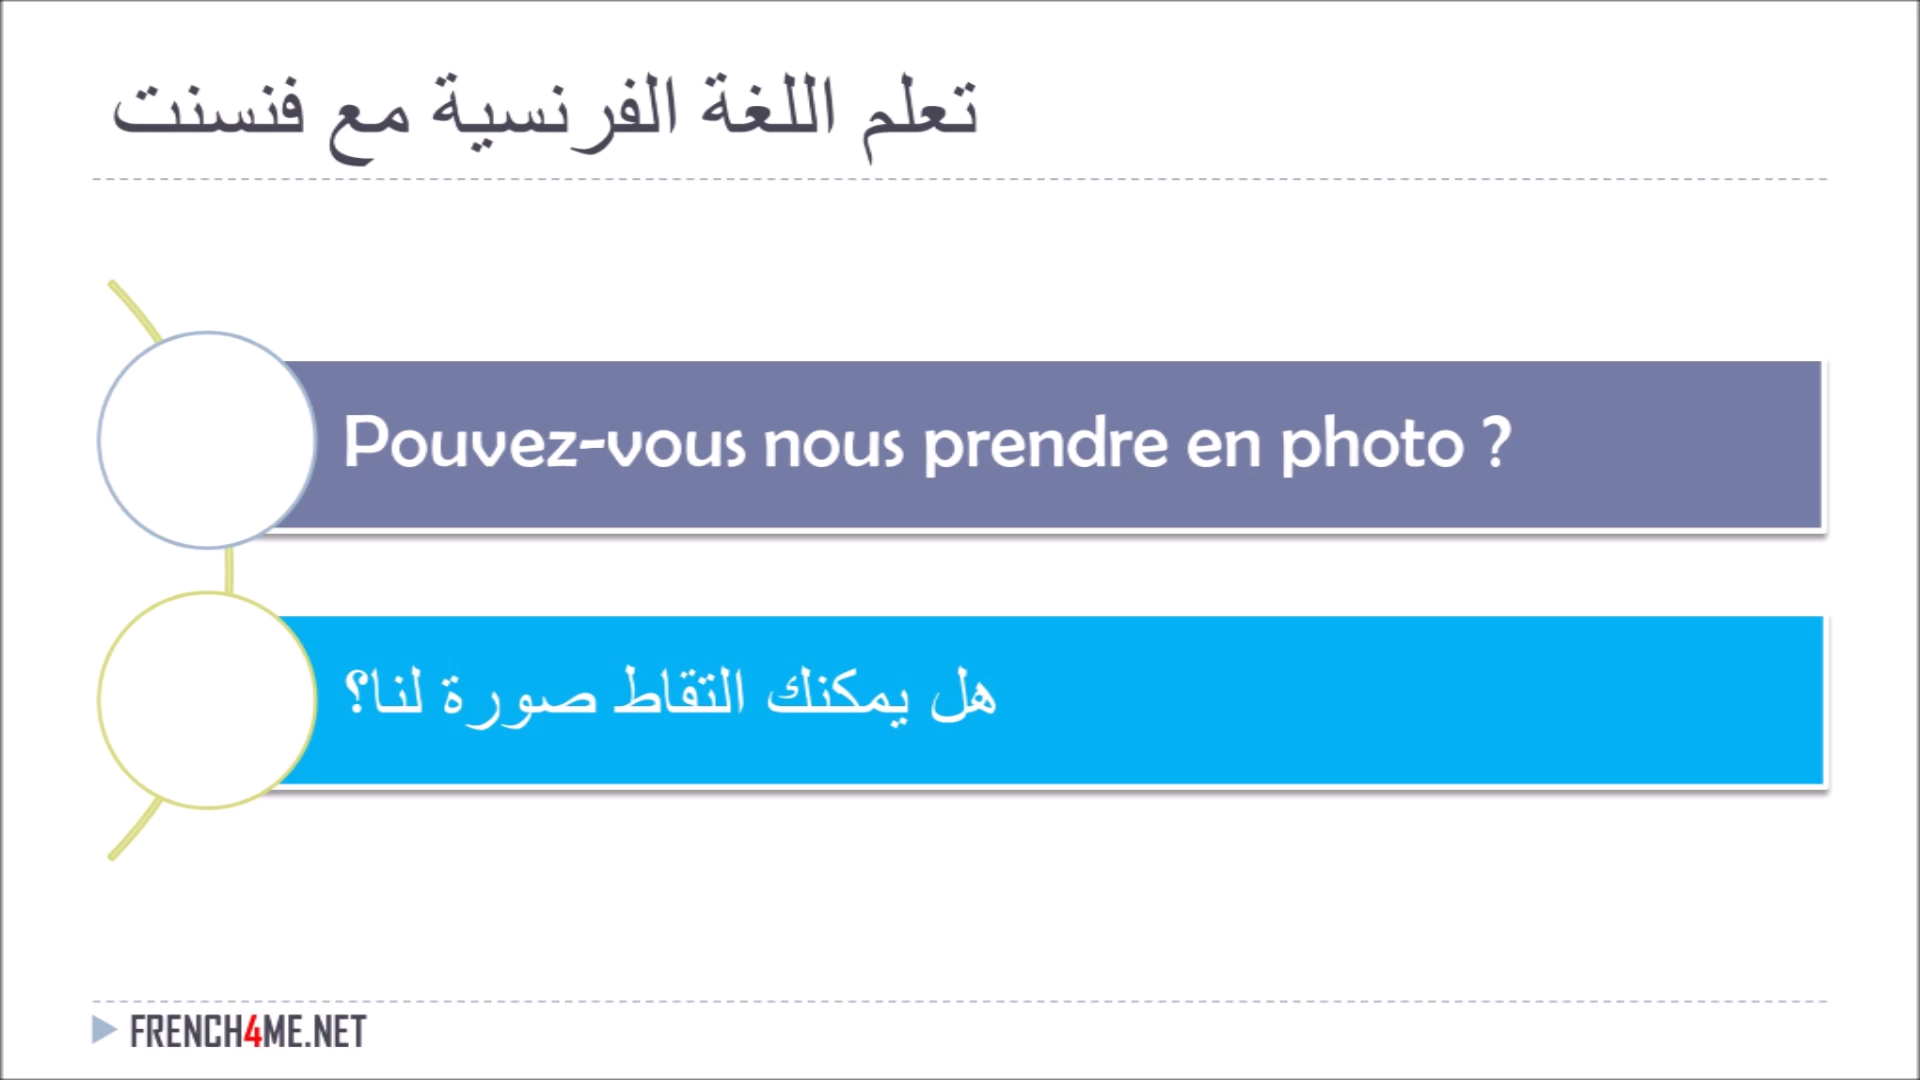 تعلم اللغة الفرنسية مع فنسنت
Pouvez-vous nous prendre en photo ?
هل يمكنك التقاط صورة لنا؟
FRENCH4ME.NET